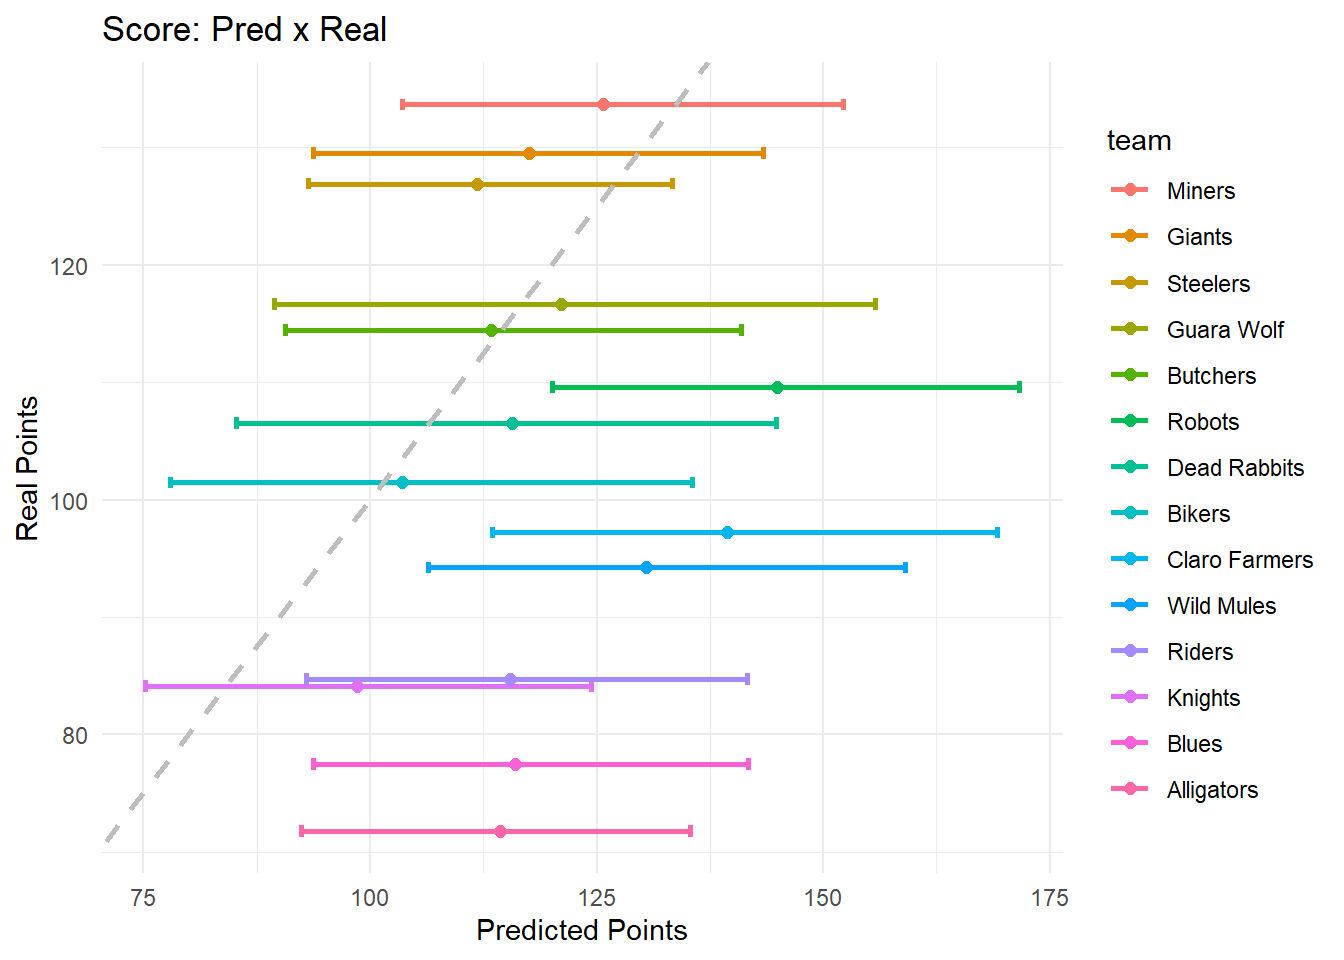 Score: Pred x Real
120
100
80
Real Points
75
100
125
150
175
Predicted Points
team
Miners
Giants
Steelers
Guara Wolf
Butchers
Robots
Dead Rabbits
Bikers
Claro Farmers
Wild Mules
Riders
Knights
Blues
Alligators